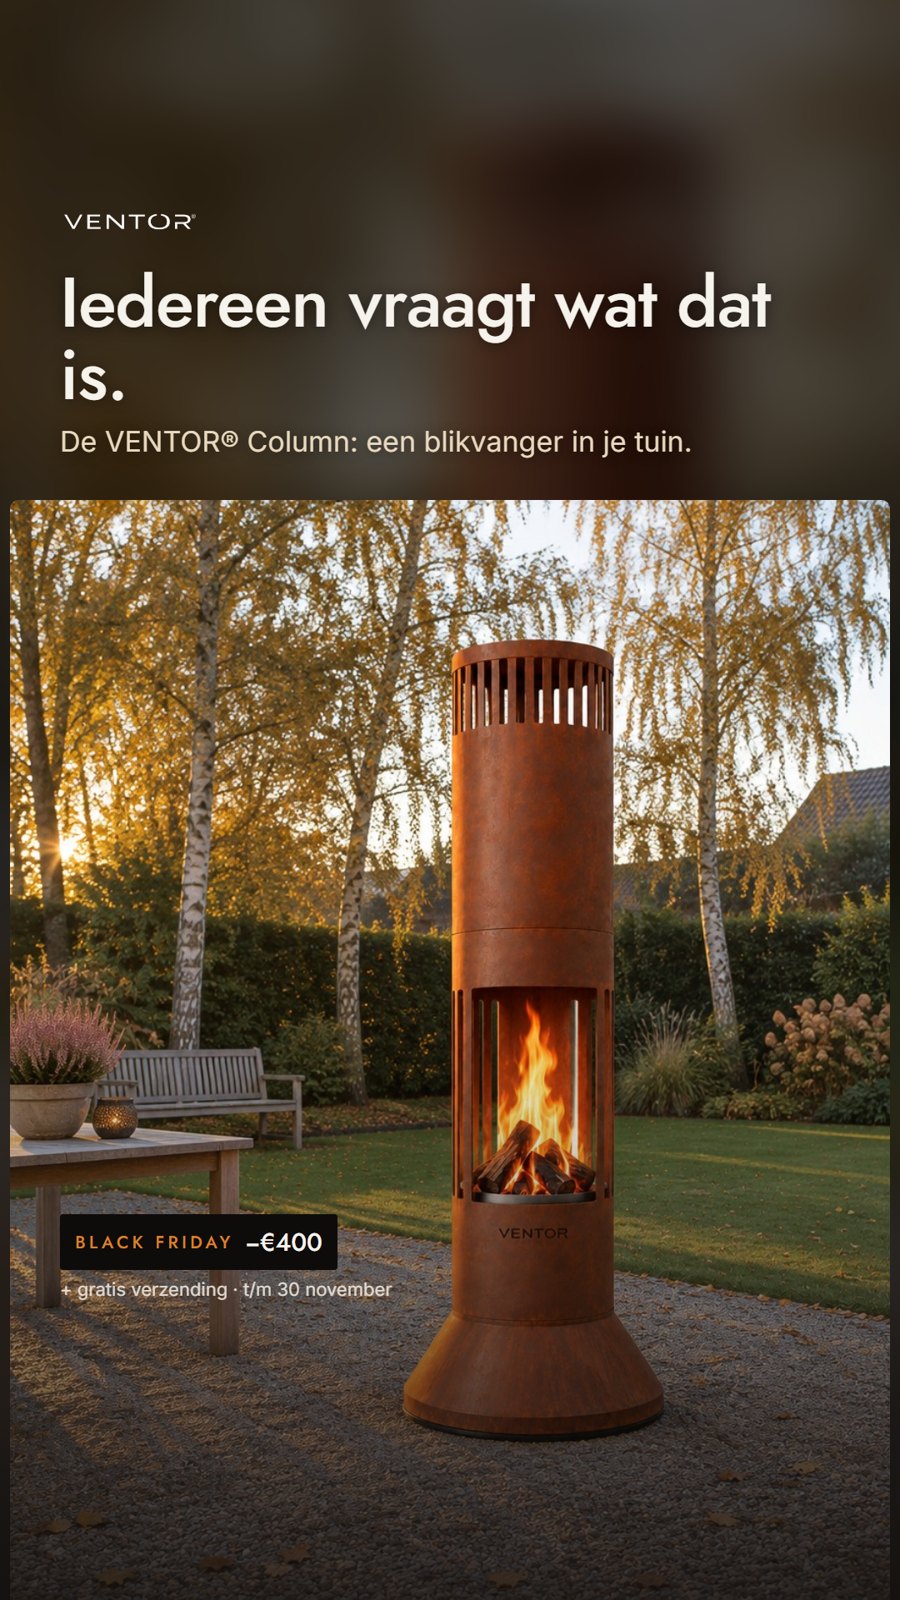 VENTOR®
Iedereen vraagt wat dat
is.
De VENTOR® Column: een blikvanger in je tuin.
VENTOR
BLACK FRIDAY –€400
+ gratis verzending · t/m 30 november